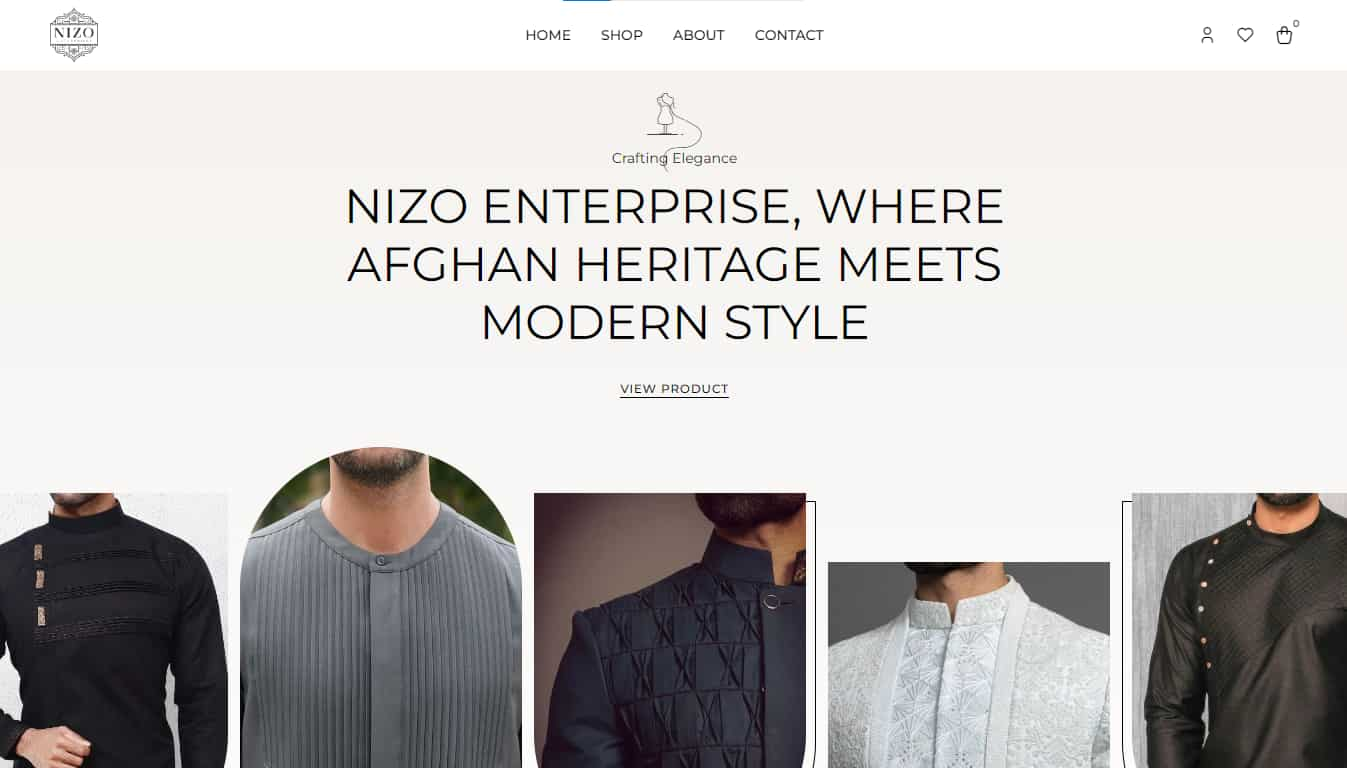 NIZO
HOME SHOP ABOUT CONTACT
0
Crafting Elegance
NIZO ENTERPRISE, WHERE
AFGHAN HERITAGE MEETS
MODERN STYLE
VIEW PRODUCT